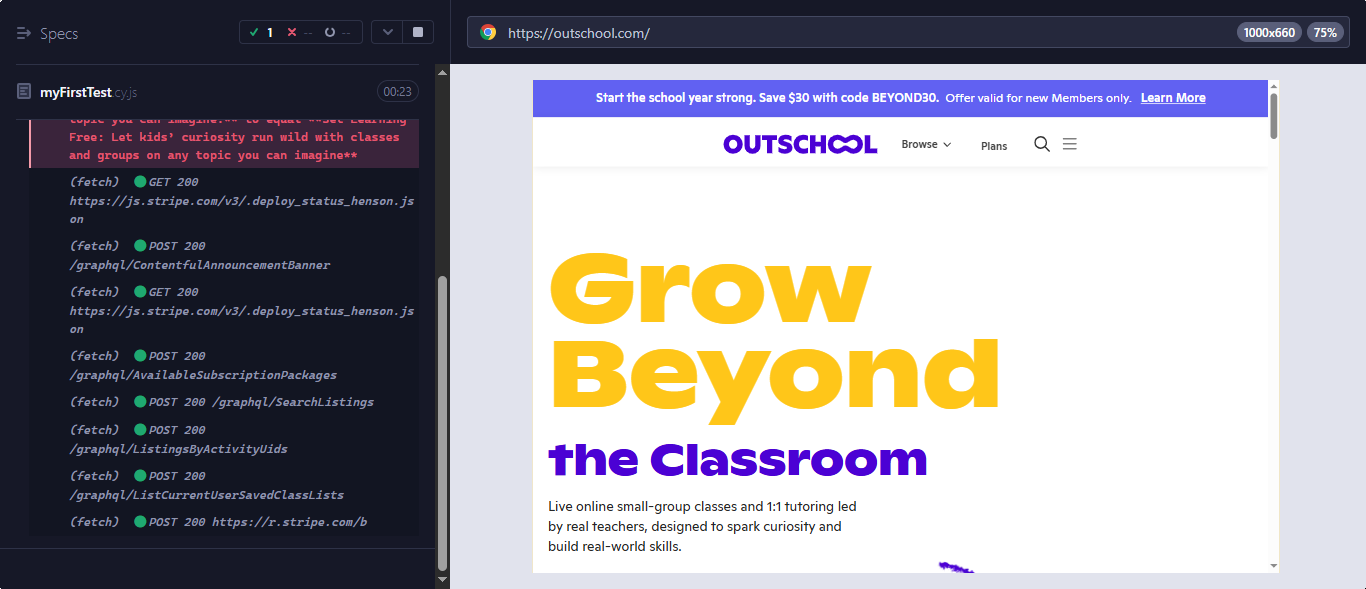 Specs
1
--
--
https://outschool.com/
1000x660
75%
myFirstTest.cy.js
00:23
topic you can imagine.** to equal **Set Learning
Free: Let kids’ curiosity run wild with classes
and groups on any topic you can imagine**
(fetch) GET 200
https://js.stripe.com/v3/.deploy_status_henson.js
on
(fetch) POST 200
/graphql/ContentfulAnnouncementBanner
(fetch) GET 200
https://js.stripe.com/v3/.deploy_status_henson.js
on
(fetch) POST 200
/graphql/AvailableSubscriptionPackages
(fetch) POST 200 /graphql/SearchListings
(fetch) POST 200
/graphql/ListingsByActivityUids
(fetch) POST 200
/graphql/ListCurrentUserSavedClassLists
(fetch) POST 200 https://r.stripe.com/b
Start the school year strong. Save $30 with code BEYOND30. Offer valid for new Members only. Learn More
OUTSCHOOL
Browse
Plans
Grow
Beyond
the Classroom
Live online small-group classes and 1:1 tutoring led
by real teachers, designed to spark curiosity and
build real-world skills.